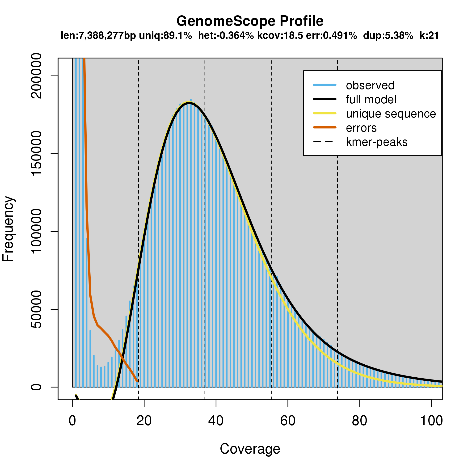 GenomeScope Profile
len:7,388,277bp uniq:89.1% het:-0.364% kcov:18.5 err:0.491% dup:5.38% k:21
observed
full model
unique sequence
errors
kmer-peaks
Frequency
200000
150000
100000
50000
0
0 20 40 60 80 100
Coverage